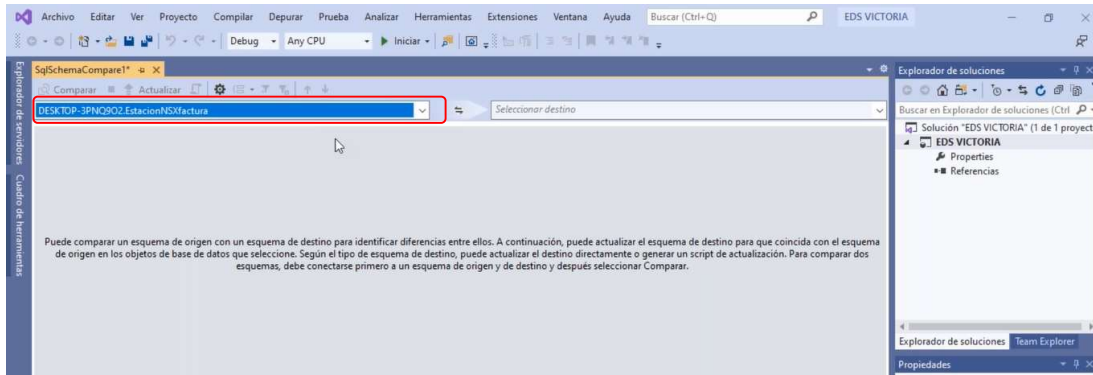 Archivo Editar Ver Proyecto Compilar Depurar Prueba Analizar Herramientas Extensiones Ventana Ayuda Buscar (Ctrl+Q) EDS VICTORIA
Debug Any CPU Iniciar
SqlSchemaCompare1*
Comparar Actualizar
DESKTOP-3PNQ9O2.EstacionNSXfactura
Seleccionar destino
Explorador de servidores
Cuadro de herramientas
Puede comparar un esquema de origen con un esquema de destino para identificar diferencias entre ellos. A continuación, puede actualizar el esquema de destino para que coincida con el esquema
de origen en los objetos de base de datos que seleccione. Según el tipo de esquema de destino, puede actualizar el destino directamente o generar un script de actualización. Para comparar dos
esquemas, debe conectarse primero a un esquema de origen y de destino y después seleccionar Comparar.
Explorador de soluciones
Buscar en Explorador de soluciones (Ctrl
Solución "EDS VICTORIA" (1 de 1 proyect
EDS VICTORIA
Properties
Referencias
Explorador de soluciones Team Explorer
Propiedades